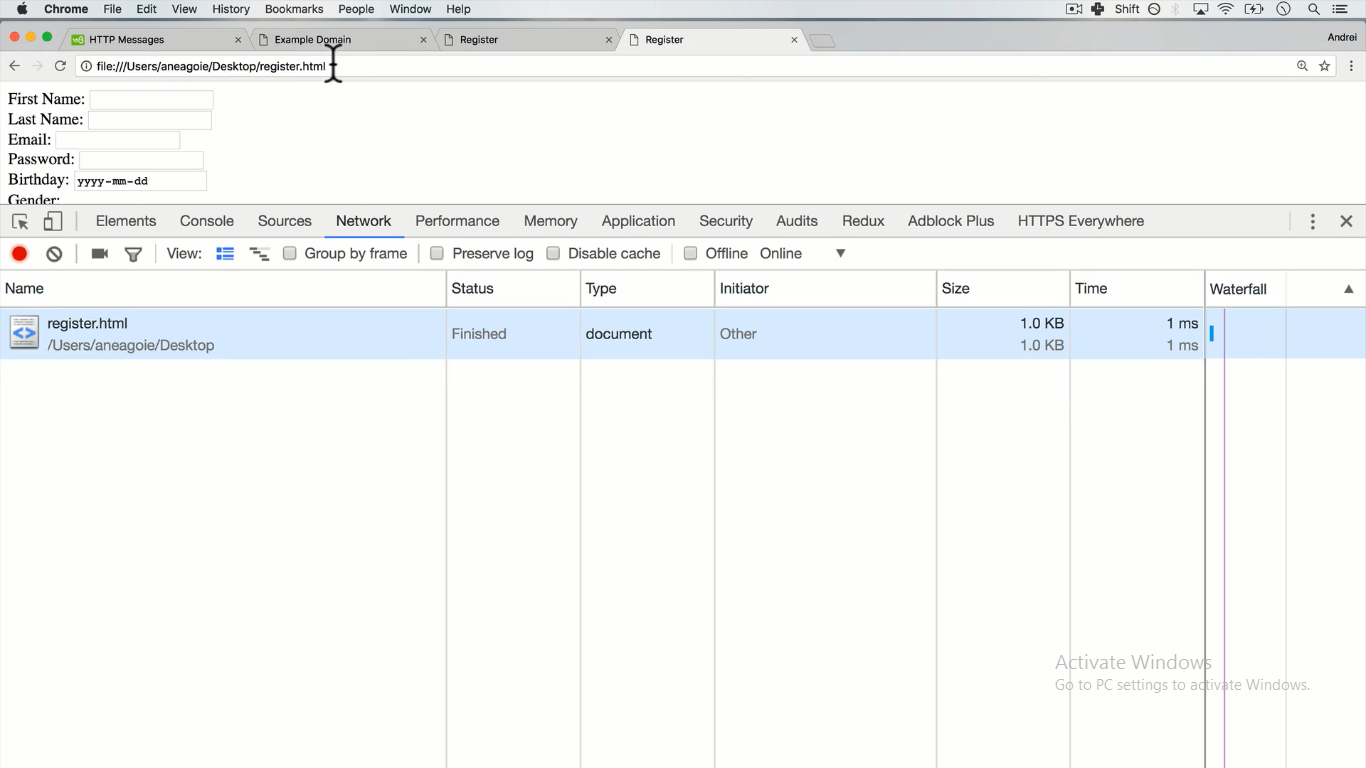 Chrome File Edit View History Bookmarks People Window Help Shift
HTTP Messages Example Domain Register Register Andrei
file:///Users/aneagoie/Desktop/register.html
First Name:
Last Name:
Email:
Password:
Birthday: yyyy-mm-dd
Gender:
Elements Console Sources Network Performance Memory Application Security Audits Redux Adblock Plus HTTPS Everywhere
View: Group by frame Preserve log Disable cache Offline Online
Name Status Type Initiator Size Time Waterfall
register.html 1.0 KB 1 ms
Finished document Other
/Users/aneagoie/Desktop 1.0 KB 1 ms
Activate Windows
Go to PC settings to activate Windows.